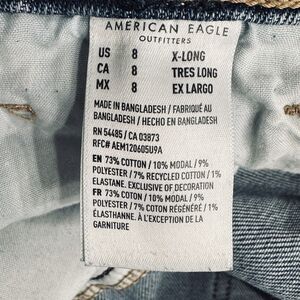 AMERICAN EAGLE
OUTFITTERS
US 8 X-LONG
CA 8 TRES LONG
MX 8 EX LARGO
MADE IN BANGLADESH / FABRIQUÉ AU
BANGLADESH / HECHO EN BANGLADESH
RN 54485 / CA 03873
RFC# AEM120605U9A
EN 73% COTTON / 10% MODAL / 9%
POLYESTER / 7% RECYCLED COTTON / 1%
ELASTANE. EXCLUSIVE OF DECORATION
FR 73% COTON / 10% MODAL / 9%
POLYESTER / 7% COTON RÉGÉNÉRÉ / 1%
ÉLASTHANNE. À L'EXCEPTION DE LA
GARNITURE